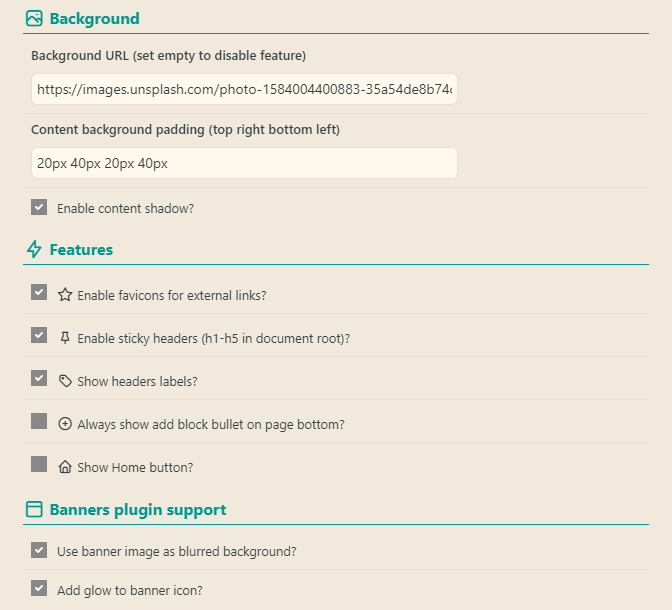 Background
Background URL (set empty to disable feature)
https://images.unsplash.com/photo-1584004400883-35a54de8b74
Content background padding (top right bottom left)
20px 40px 20px 40px
Enable content shadow?
Features
Enable favicons for external links?
Enable sticky headers (h1-h5 in document root)?
Show headers labels?
Always show add block bullet on page bottom?
Show Home button?
Banners plugin support
Use banner image as blurred background?
Add glow to banner icon?